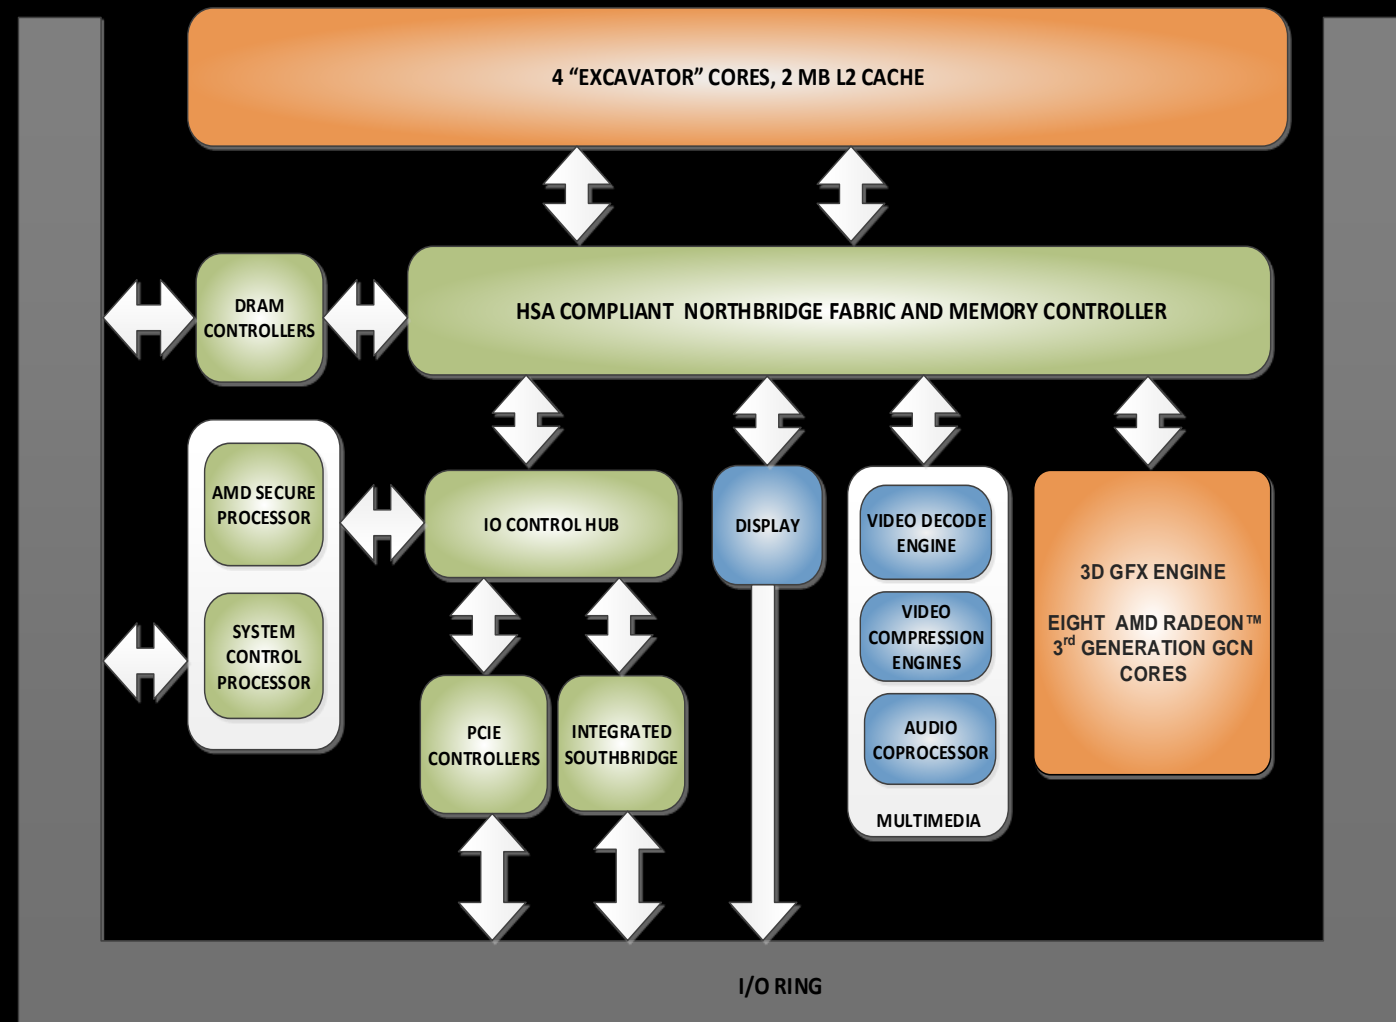 4 “EXCAVATOR” CORES, 2 MB L2 CACHE
DRAM
CONTROLLERS
HSA COMPLIANT NORTHBRIDGE FABRIC AND MEMORY CONTROLLER
AMD SECURE
PROCESSOR
SYSTEM
CONTROL
PROCESSOR
IO CONTROL HUB
DISPLAY
VIDEO DECODE
ENGINE
VIDEO
COMPRESSION
ENGINES
AUDIO
COPROCESSOR
MULTIMEDIA
3D GFX ENGINE
EIGHT AMD RADEON™
3rd GENERATION GCN
CORES
PCIE
CONTROLLERS
INTEGRATED
SOUTHBRIDGE
I/O RING